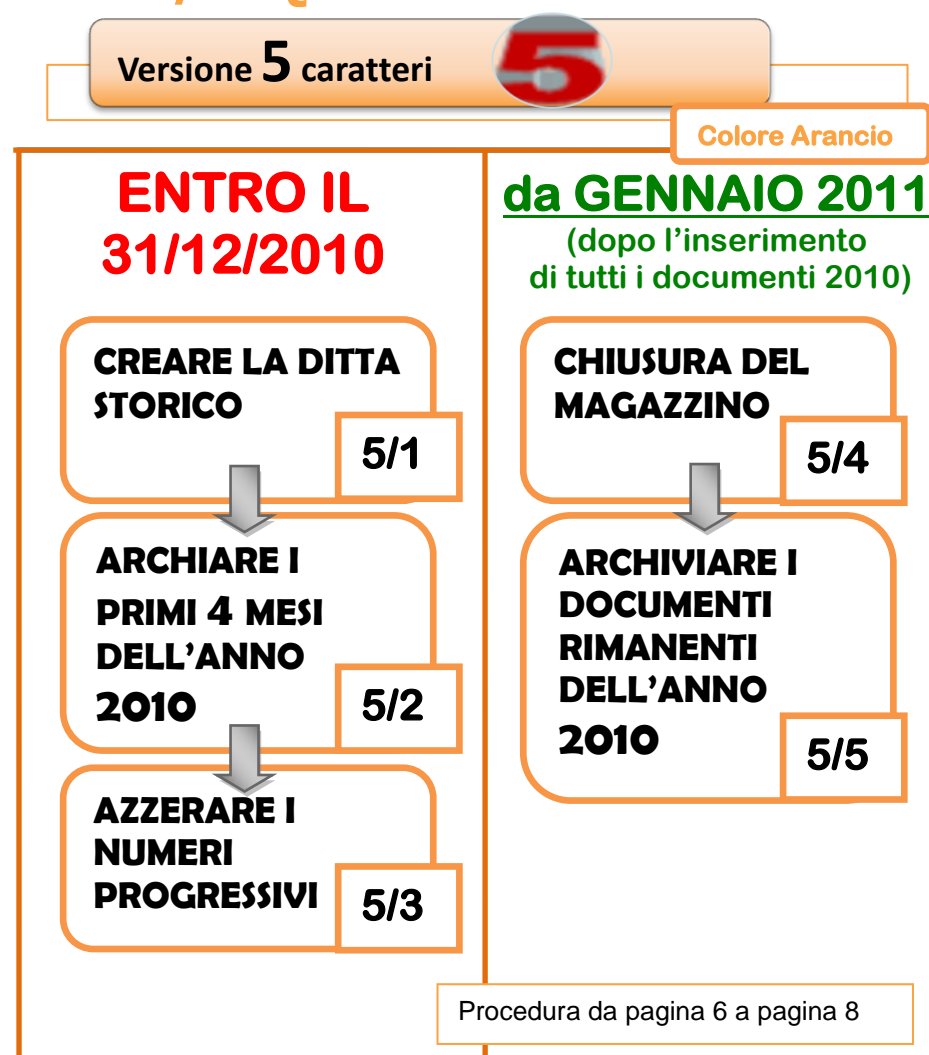 Versione 5 caratteri
5
Colore Arancio
ENTRO IL
31/12/2010
CREARE LA DITTA
STORICO
5/1
ARCHIARE I
PRIMI 4 MESI
DELL’ANNO
2010
5/2
AZZERARE I
NUMERI
PROGRESSIVI
5/3
da GENNAIO 2011
(dopo l’inserimento
di tutti i documenti 2010)
CHIUSURA DEL
MAGAZZINO
5/4
ARCHIVIARE I
DOCUMENTI
RIMANENTI
DELL’ANNO
2010
5/5
Procedura da pagina 6 a pagina 8